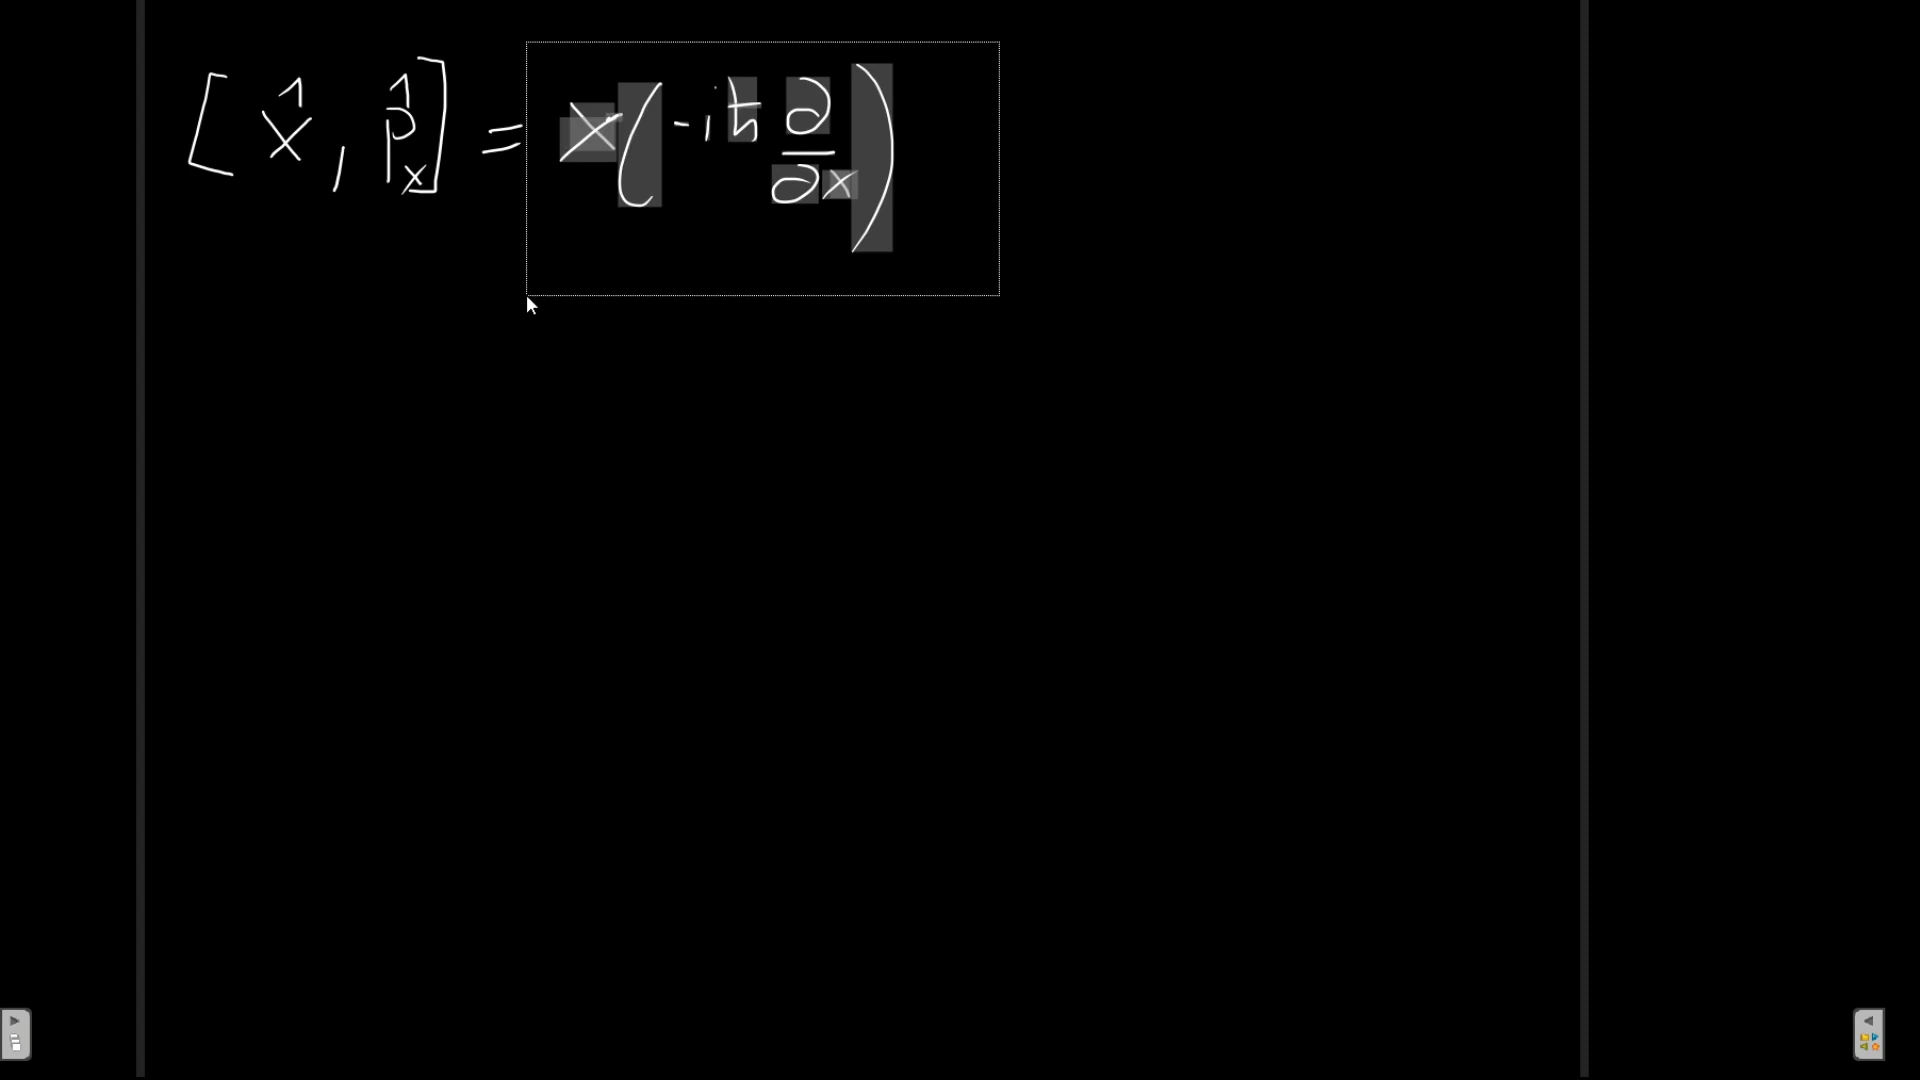 [x̂, p̂ₓ] = x(-iħ ∂/∂x)